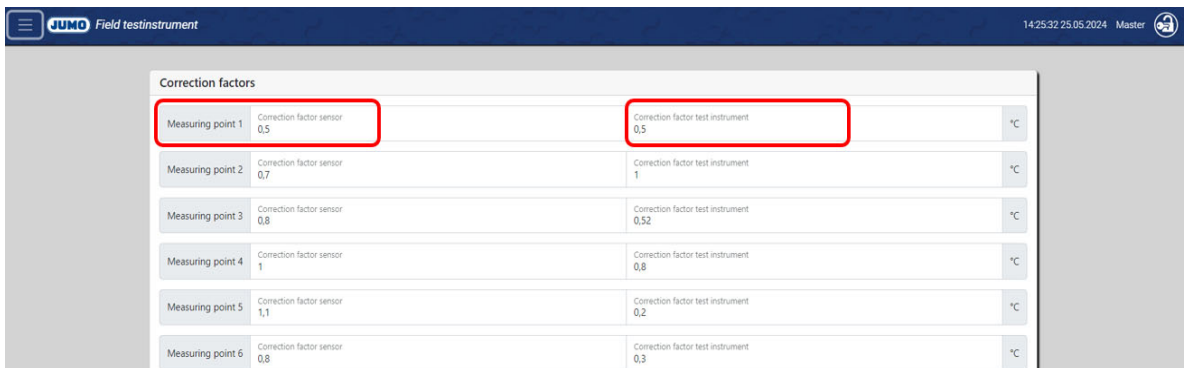 JUMO Field testinstrument
14:25:32 25.05.2024 Master
Correction factors
Measuring point 1 Correction factor sensor 0,5 Correction factor test instrument 0,5 °C
Measuring point 2 Correction factor sensor 0,7 Correction factor test instrument 1 °C
Measuring point 3 Correction factor sensor 0,8 Correction factor test instrument 0,52 °C
Measuring point 4 Correction factor sensor 1 Correction factor test instrument 0,8 °C
Measuring point 5 Correction factor sensor 1,1 Correction factor test instrument 0,2 °C
Measuring point 6 Correction factor sensor 0,8 Correction factor test instrument 0,3 °C